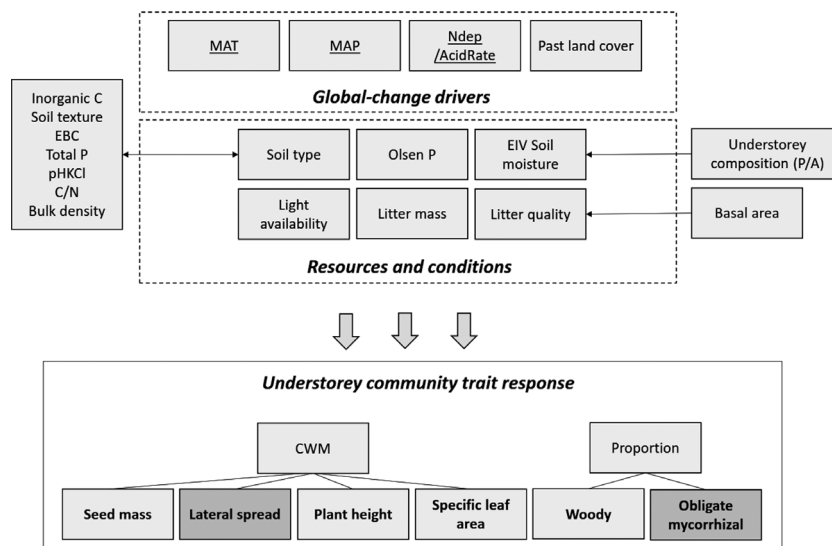 MAT
MAP
Ndep
/AcidRate
Past land cover
Global-change drivers
Inorganic C
Soil texture
EBC
Total P
pHKCl
C/N
Bulk density
Soil type
Olsen P
EIV Soil
moisture
Understorey
composition (P/A)
Light
availability
Litter mass
Litter quality
Basal area
Resources and conditions
Understorey community trait response
CWM
Proportion
Seed mass
Lateral spread
Plant height
Specific leaf
area
Woody
Obligate
mycorrhizal